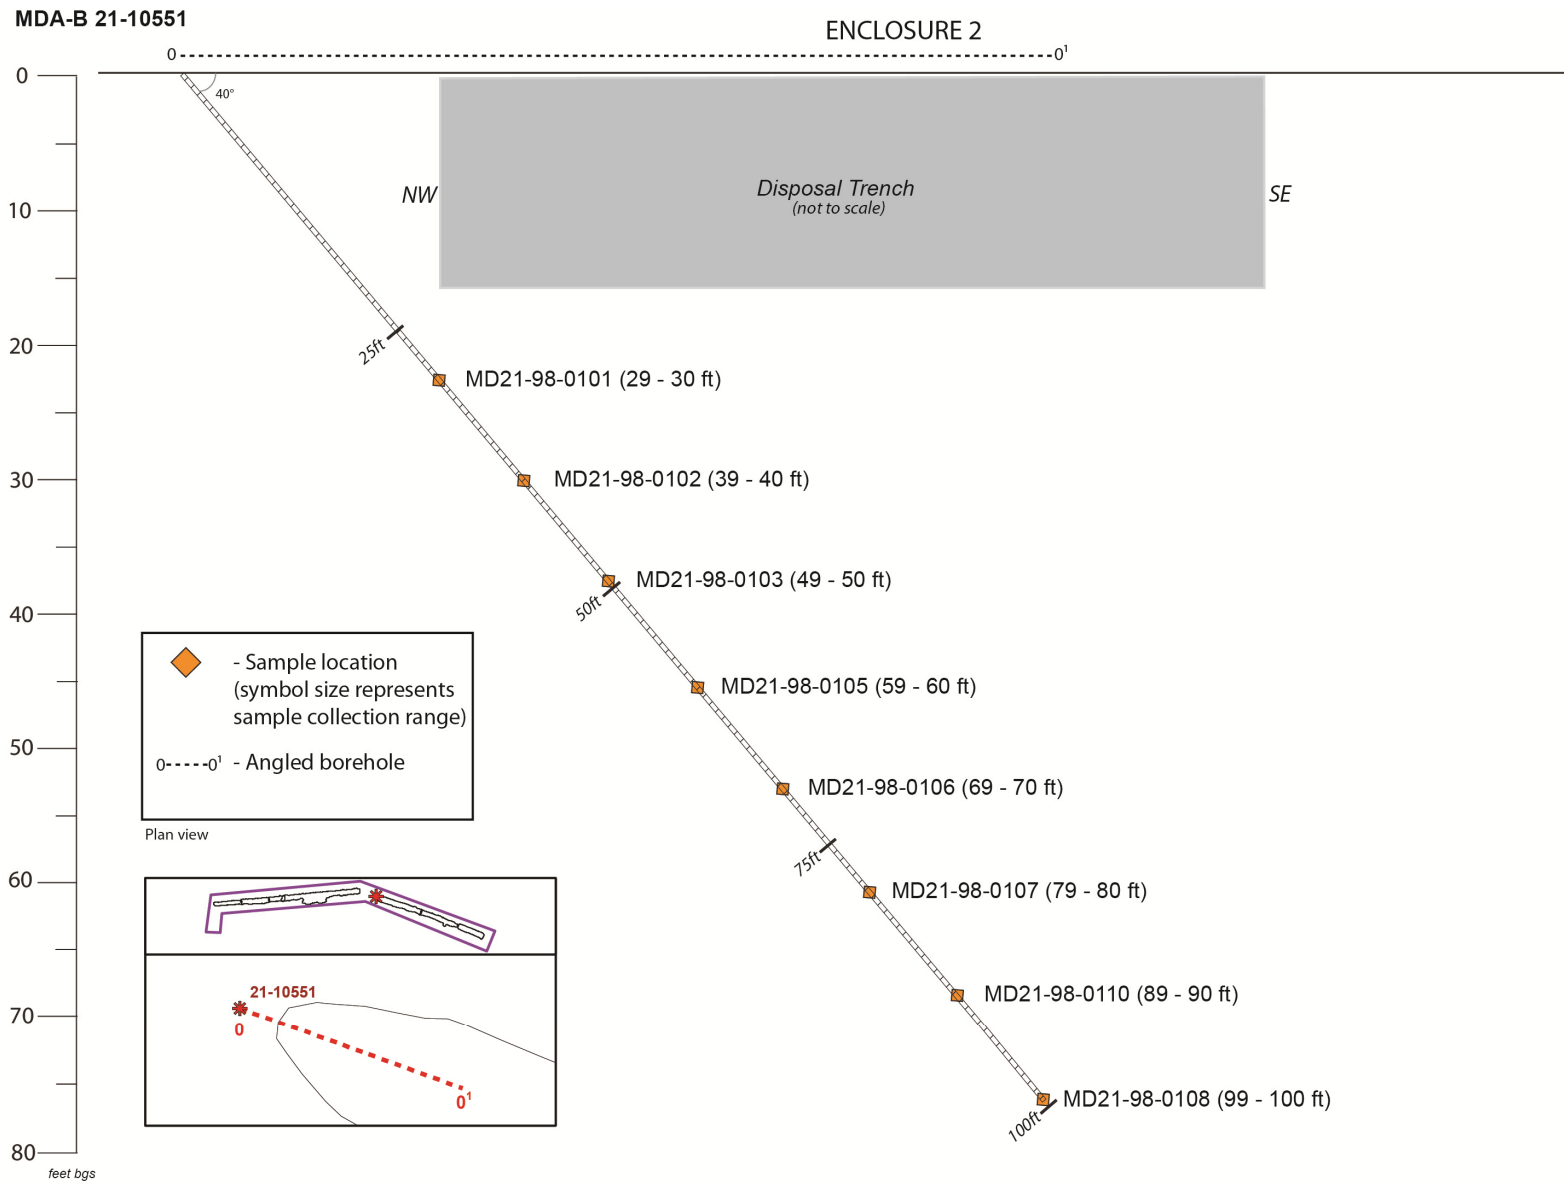 MDA-B 21-10551
ENCLOSURE 2
0 0¹
0
40°
NW
Disposal Trench
(not to scale)
SE
10
20
25ft
MD21-98-0101 (29 - 30 ft)
30
MD21-98-0102 (39 - 40 ft)
MD21-98-0103 (49 - 50 ft)
50ft
40
- Sample location
(symbol size represents
sample collection range)
0-----0¹ - Angled borehole
MD21-98-0105 (59 - 60 ft)
50
MD21-98-0106 (69 - 70 ft)
Plan view
75ft
60
MD21-98-0107 (79 - 80 ft)
21-10551
0
0¹
MD21-98-0110 (89 - 90 ft)
70
MD21-98-0108 (99 - 100 ft)
100ft
80
feet bgs